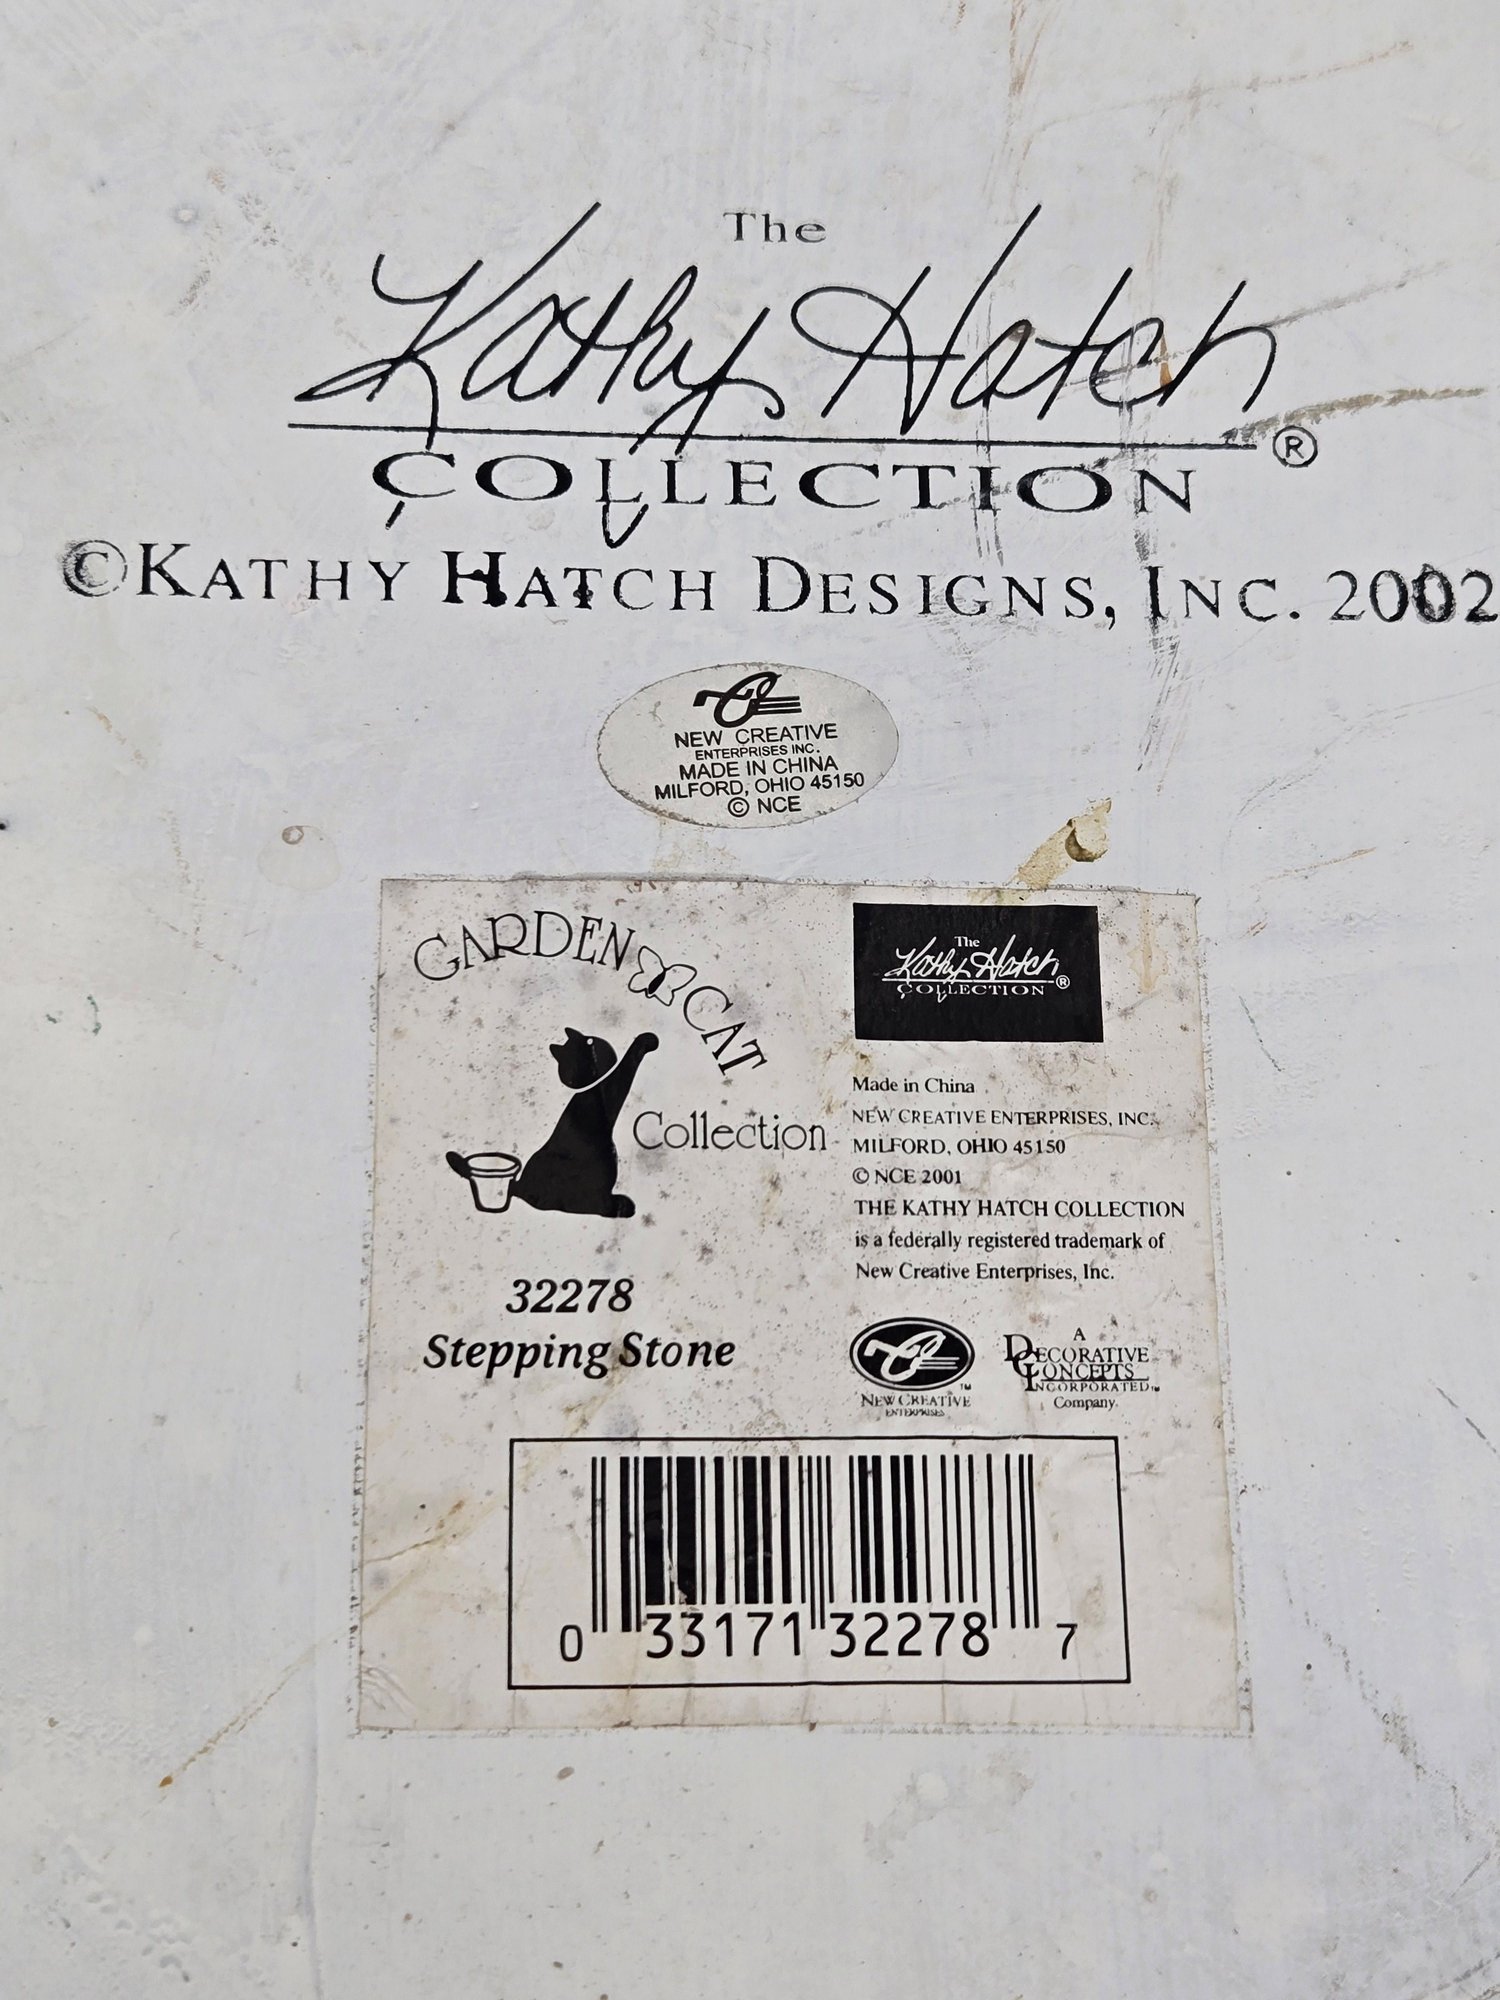 The
Kathy Hatch
COLLECTION ®
©KATHY HATCH DESIGNS, INC. 2002
NEW CREATIVE
ENTERPRISES INC.
MADE IN CHINA
MILFORD, OHIO 45150
© NCE
GARDEN CAT
Collection
32278
Stepping Stone
The
Kathy Hatch ®
COLLECTION
Made in China
NEW CREATIVE ENTERPRISES, INC.
MILFORD, OHIO 45150
© NCE 2001
THE KATHY HATCH COLLECTION
is a federally registered trademark of
New Creative Enterprises, Inc.
™
NEW CREATIVE
ENTERPRISES
A
DECORATIVE
CONCEPTS
INCORPORATED™
Company
0 33171 32278 7